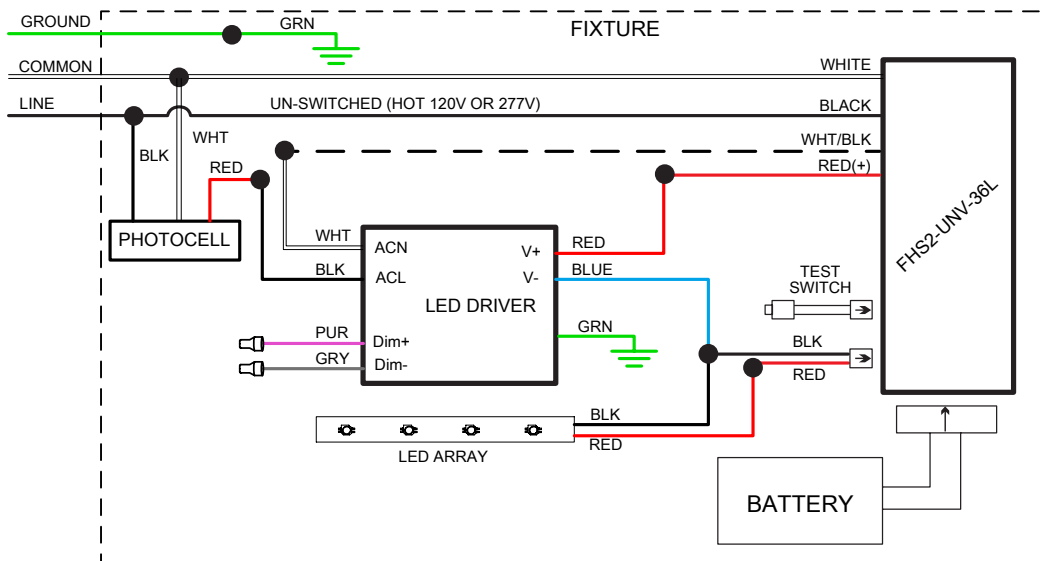 GROUND
GRN
FIXTURE
COMMON
WHITE
LINE
UN-SWITCHED (HOT 120V OR 277V)
BLACK
BLK
WHT
WHT/BLK
RED
RED(+)
PHOTOCELL
WHT
ACN
V+
RED
BLK
ACL
V-
BLUE
LED DRIVER
FHS2-UNV-36L
TEST
SWITCH
PUR
Dim+
GRN
GRY
Dim-
BLK
RED
BLK
RED
LED ARRAY
BATTERY